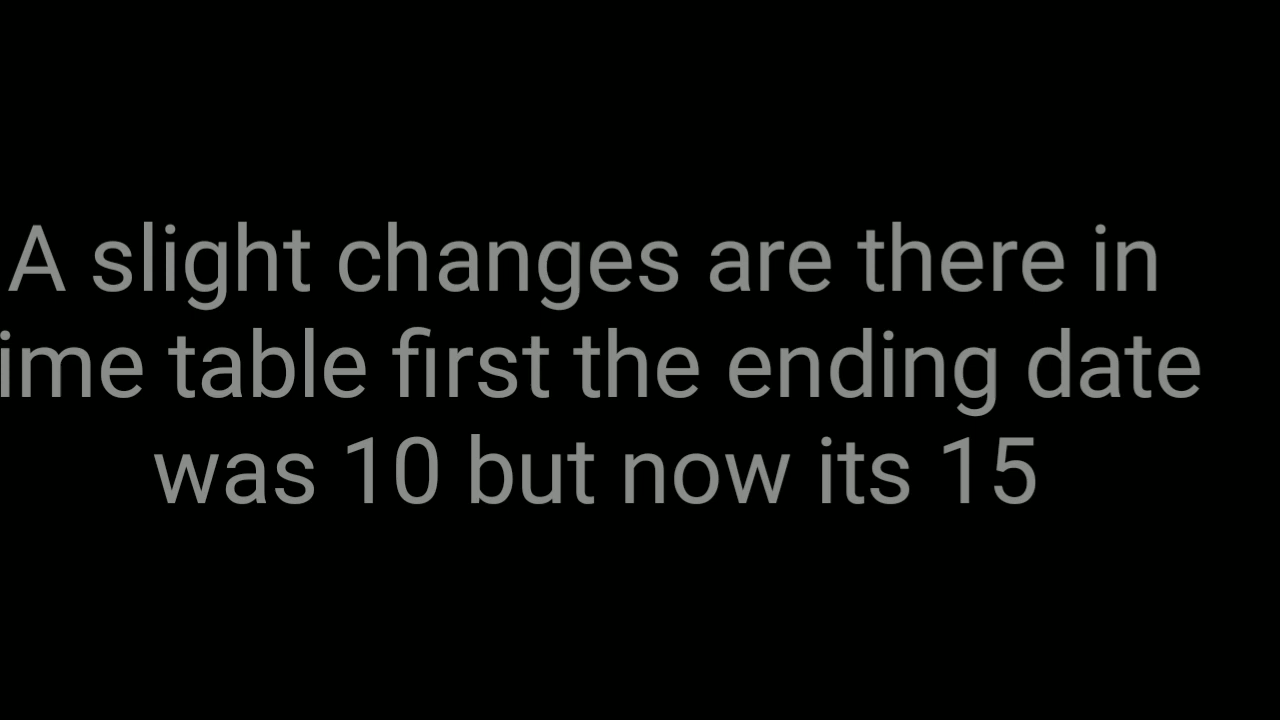 A slight changes are there in
ime table first the ending date
was 10 but now its 15